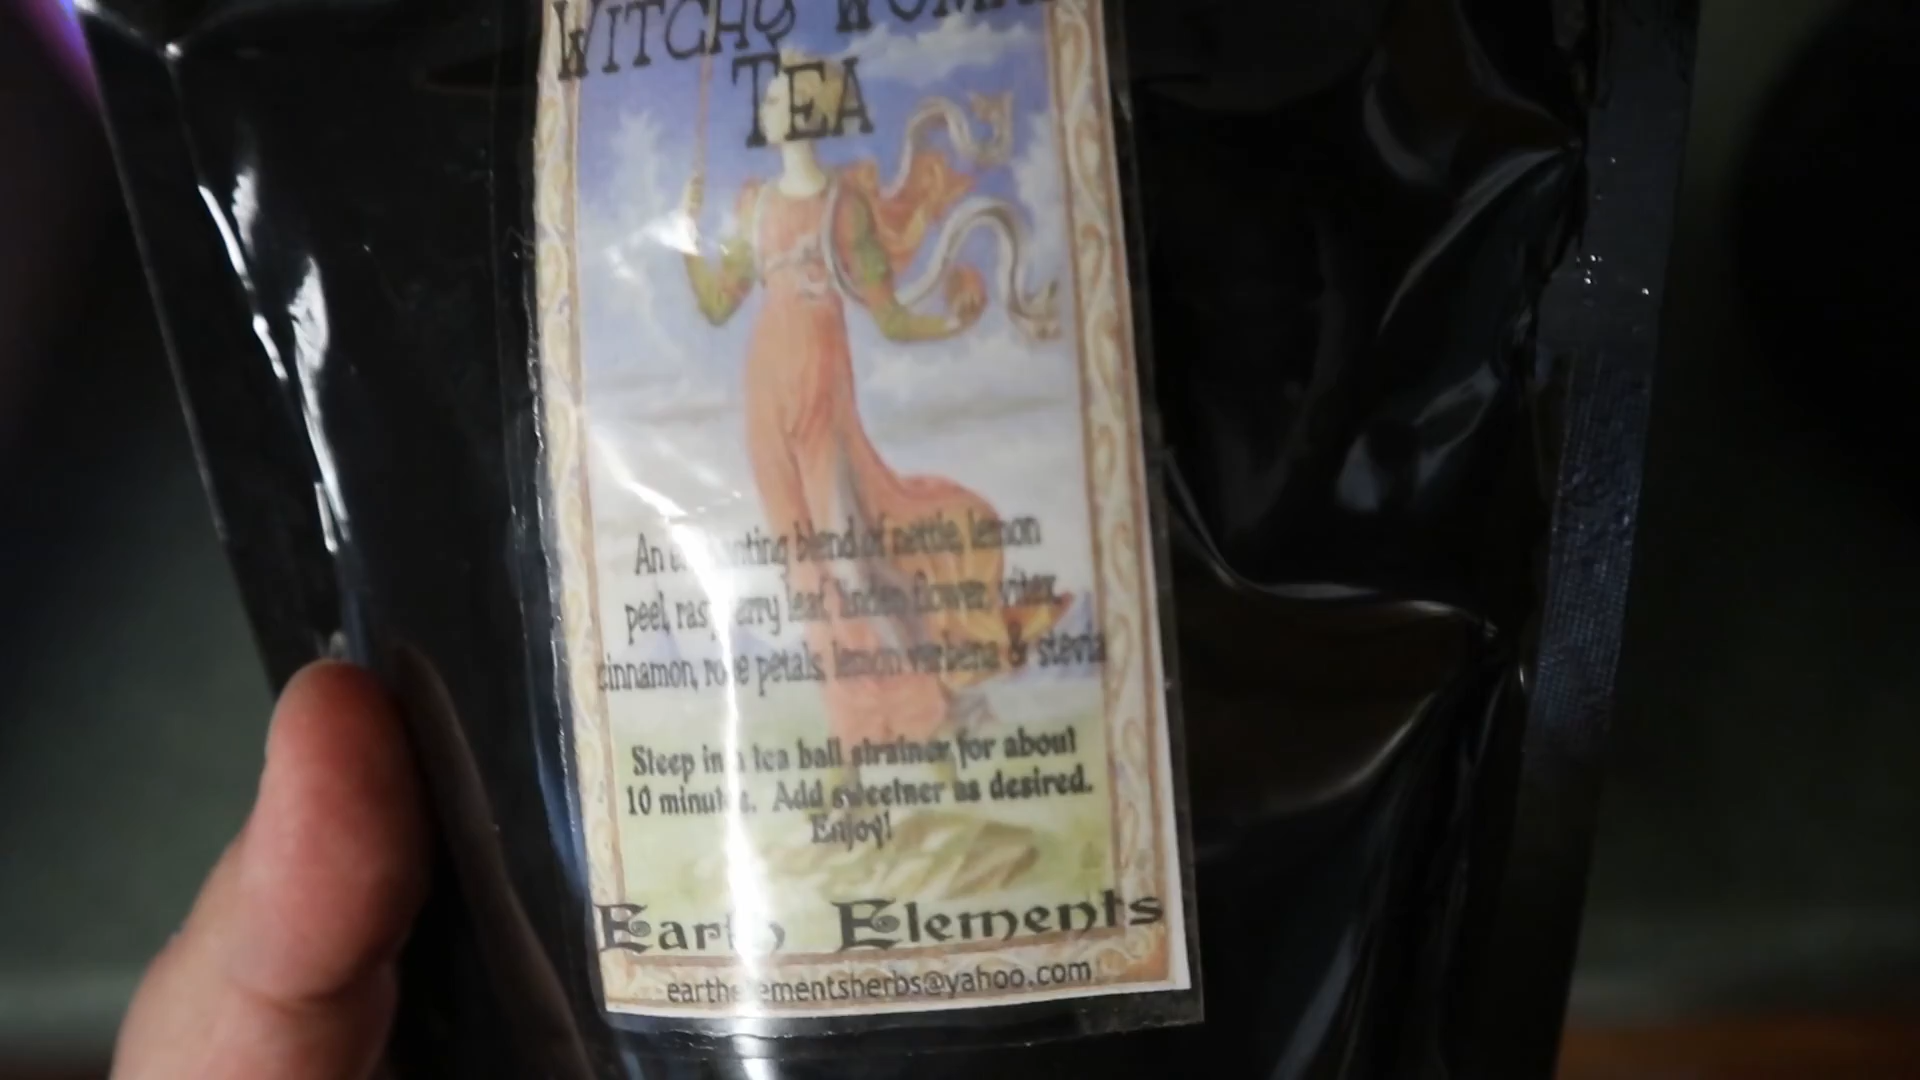 WITCHY WOMAN
TEA
An enchanting blend of nettle, lemon
peel, raspberry leaf, linden flower, vitex,
cinnamon, rose petals, lemon verbena & stevia
Steep in a tea ball strainer for about
10 minutes. Add sweetner as desired.
Enjoy!
Earth Elements
earthelementsherbs@yahoo.com